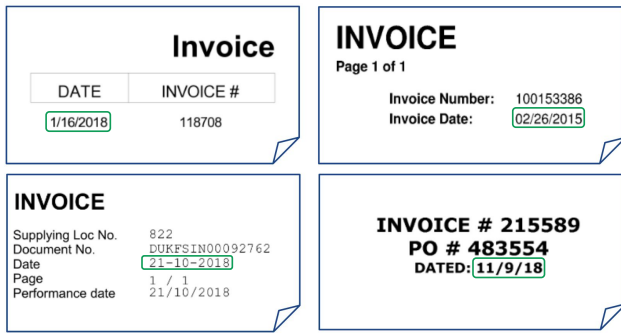 Invoice
DATE INVOICE #
1/16/2018 118708
INVOICE
Page 1 of 1
Invoice Number: 100153386
Invoice Date: 02/26/2015
INVOICE
Supplying Loc No. 822
Document No. DUKFSIN00092762
Date 21-10-2018
Page 1 / 1
Performance date 21/10/2018
INVOICE # 215589
PO # 483554
DATED: 11/9/18